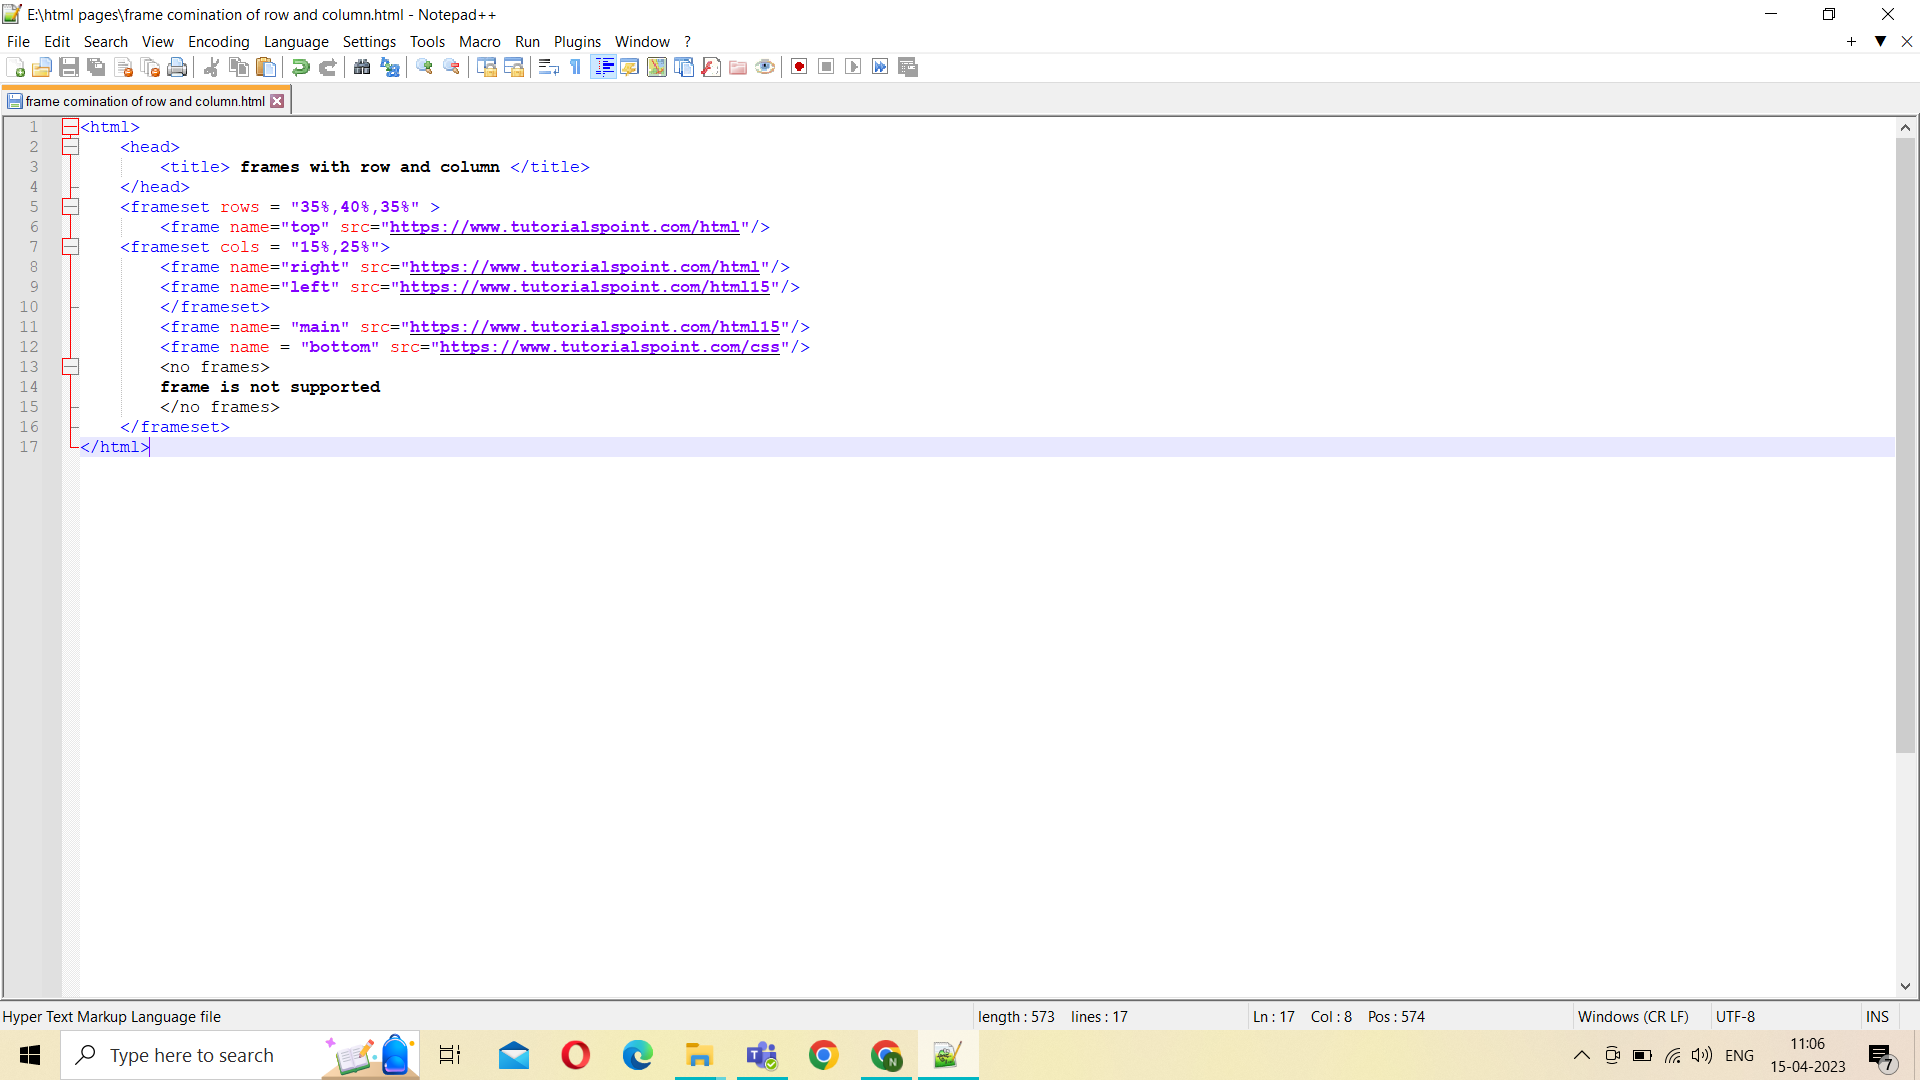 E:\html pages\frame comination of row and column.html - Notepad++
File Edit Search View Encoding Language Settings Tools Macro Run Plugins Window ?
+ ▼ X
frame comination of row and column.html
1 <html>
2 <head>
3 <title> frames with row and column </title>
4 </head>
5 <frameset rows = "35%,40%,35%" >
6 <frame name="top" src="https://www.tutorialspoint.com/html"/>
7 <frameset cols = "15%,25%">
8 <frame name="right" src="https://www.tutorialspoint.com/html"/>
9 <frame name="left" src="https://www.tutorialspoint.com/html15"/>
10 </frameset>
11 <frame name= "main" src="https://www.tutorialspoint.com/html15"/>
12 <frame name = "bottom" src="https://www.tutorialspoint.com/css"/>
13 <no frames>
14 frame is not supported
15 </no frames>
16 </frameset>
17 </html>
Hyper Text Markup Language file length : 573 lines : 17 Ln : 17 Col : 8 Pos : 574 Windows (CR LF) UTF-8 INS
Type here to search
ENG
11:06
15-04-2023
7
N